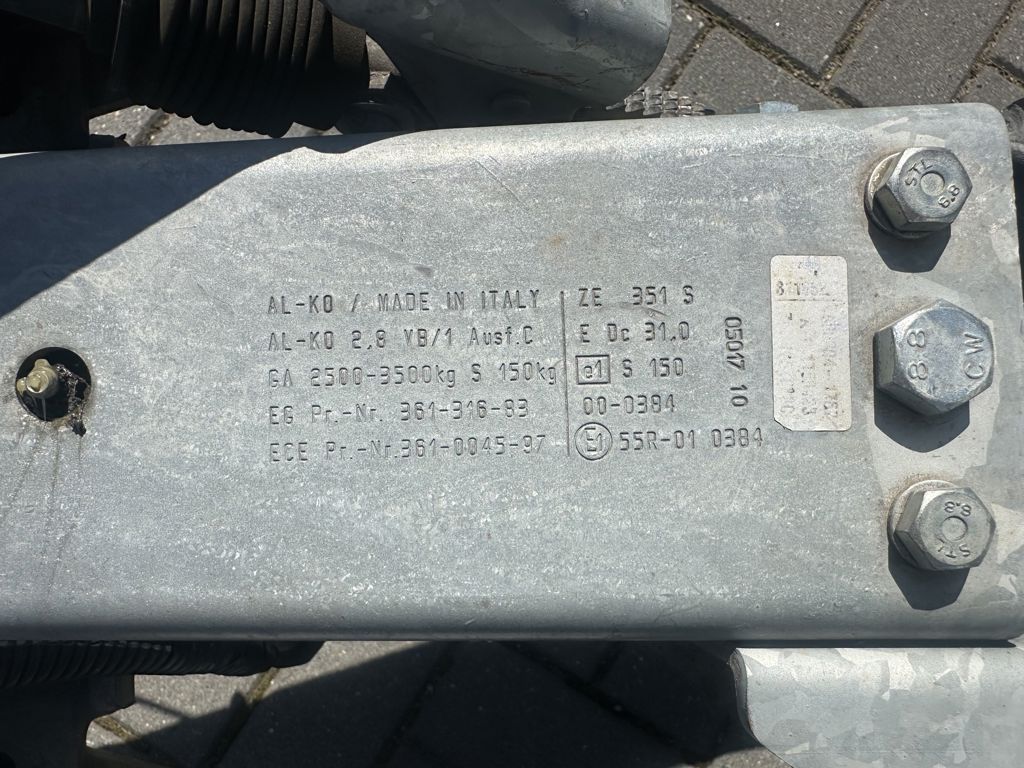 AL-KO / MADE IN ITALY
AL-KO 2,8 VB/1 Ausf.C
GA 2500-3500kg S 150kg
EG Pr.-Nr. 361-316-83
ECE Pr.-Nr.361-0045-97
ZE 351 S
E Dc 31,0
e1 S 150
00-0384
E1 55R-01 0384
05017 10
STL 8.8
8.8 CW
STL 8.8